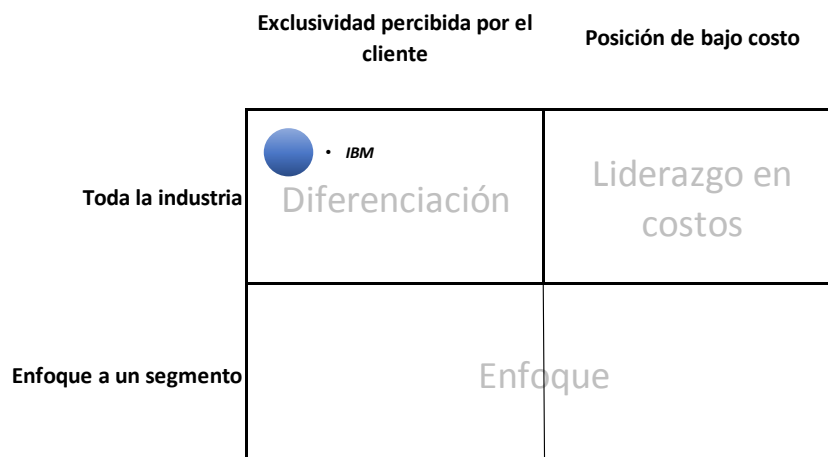 Exclusividad percibida por el
cliente
Posición de bajo costo
Toda la industria
• IBM
Diferenciación
Liderazgo en
costos
Enfoque a un segmento
Enfoque